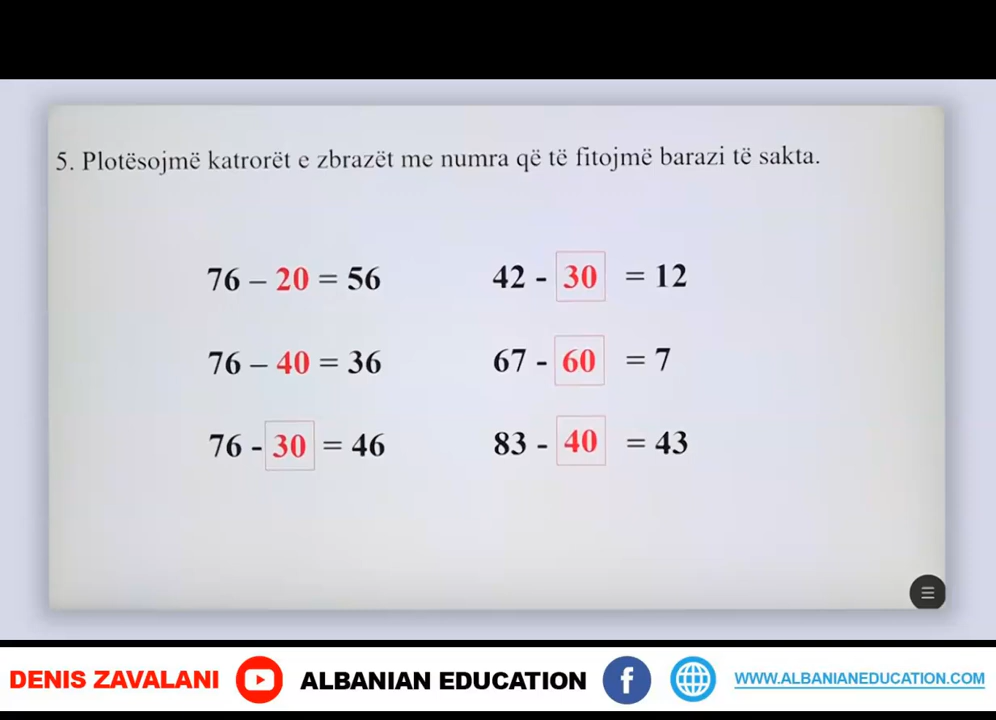 5. Plotësojmë katrorët e zbrazët me numra që të fitojmë barazi të sakta.
76 – 20 = 56
42 - 30 = 12
76 – 40 = 36
67 - 60 = 7
76 - 30 = 46
83 - 40 = 43
DENIS ZAVALANI ALBANIAN EDUCATION f WWW.ALBANIANEDUCATION.COM